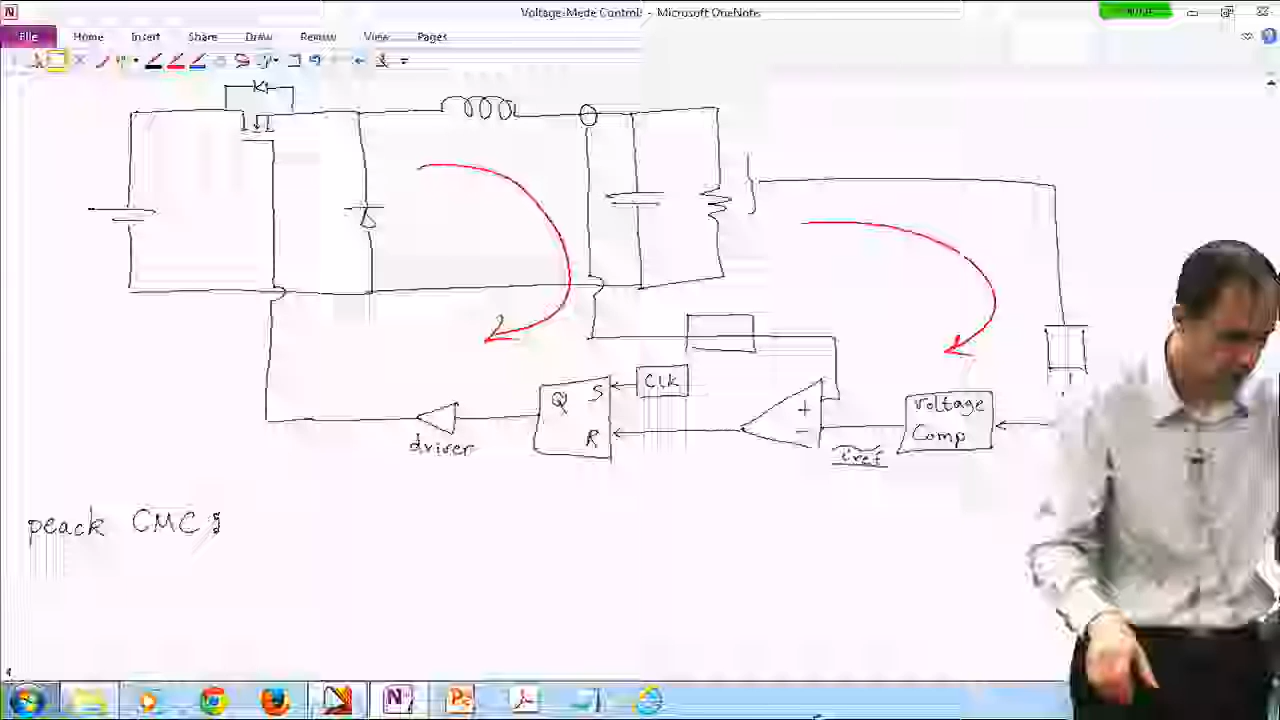 Voltage-Mode Control - Microsoft OneNote
File Home Insert Share Draw Review View Pages
Q S CLK
R
driver
+
-
iref
Voltage
Comp
peack CMC :